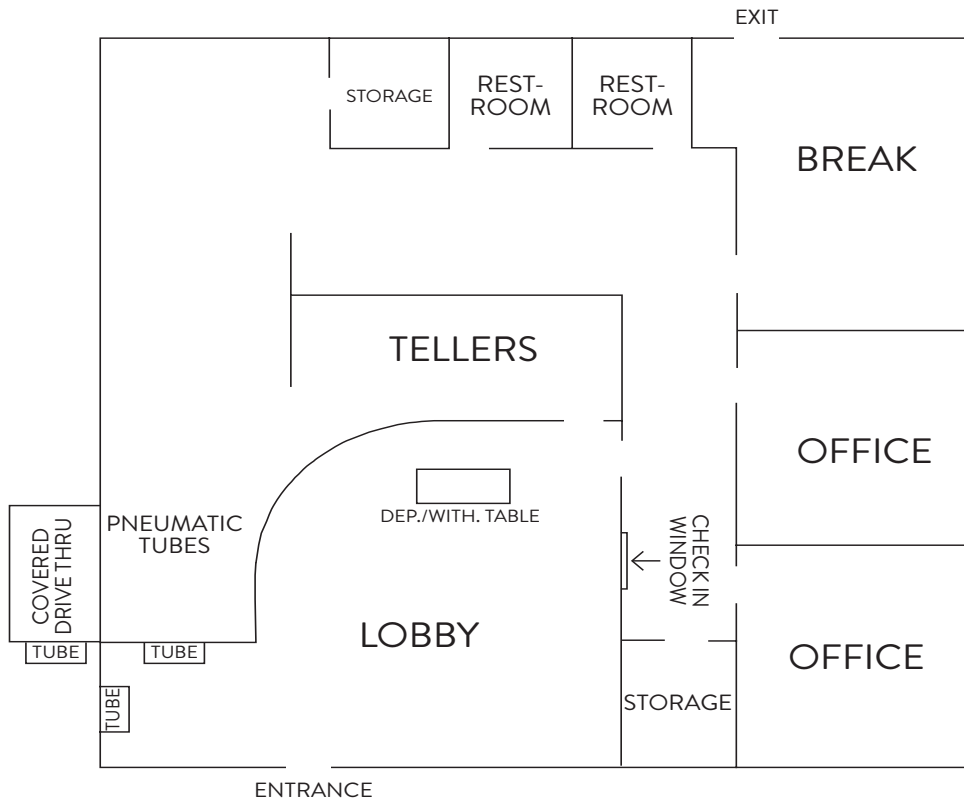 EXIT
STORAGE
REST-
ROOM
REST-
ROOM
BREAK
TELLERS
OFFICE
DEP./WITH. TABLE
PNEUMATIC
TUBES
COVERED
DRIVE THRU
CHECK IN
WINDOW
LOBBY
TUBE
TUBE
TUBE
OFFICE
STORAGE
ENTRANCE